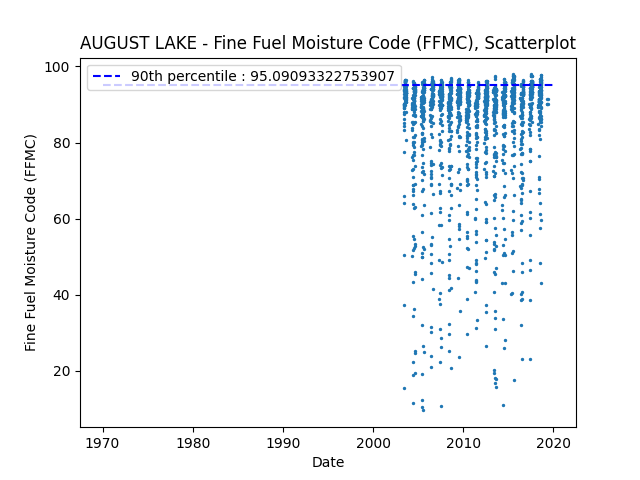 AUGUST LAKE - Fine Fuel Moisture Code (FFMC), Scatterplot
90th percentile : 95.09093322753907
100
80
60
40
20
Fine Fuel Moisture Code (FFMC)
1970 1980 1990 2000 2010 2020
Date